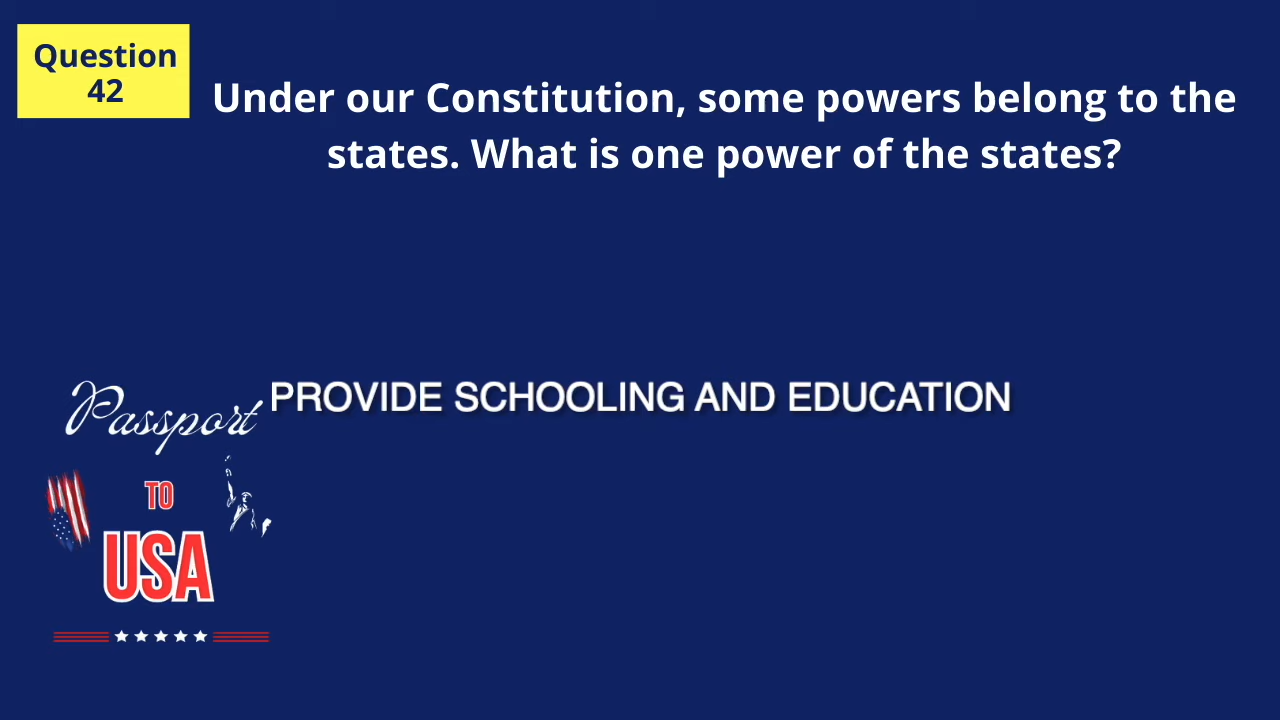 Question
42
Under our Constitution, some powers belong to the
states. What is one power of the states?
PROVIDE SCHOOLING AND EDUCATION
Passport
TO
USA